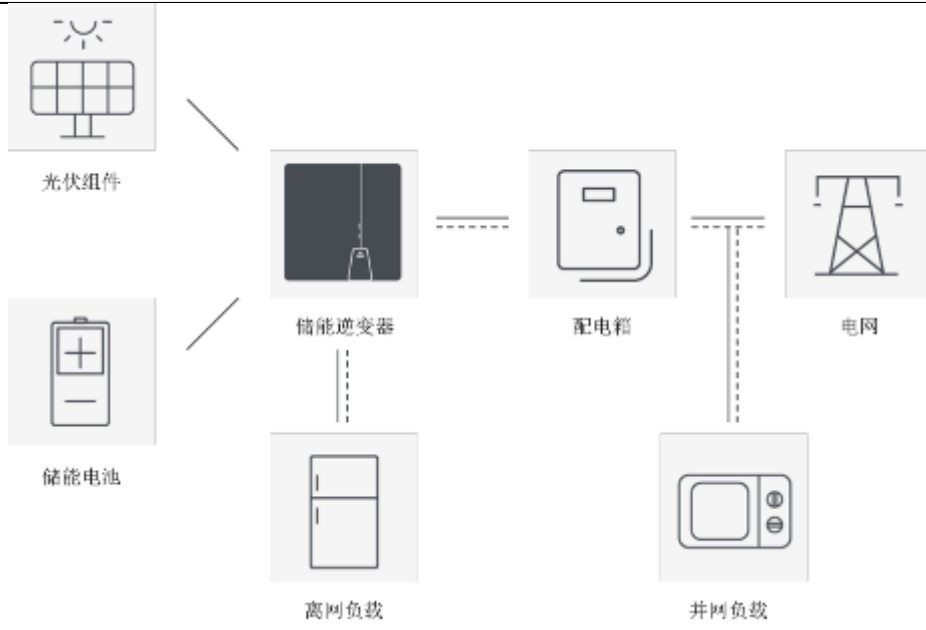 光伏组件
储能逆变器
配电箱
电网
储能电池
离网负载
并网负载